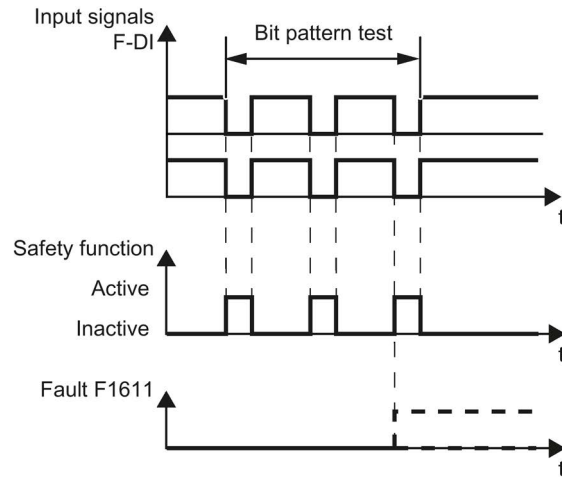 Input signals
F-DI
Bit pattern test
t
Safety function
Active
Inactive
t
Fault F1611
t